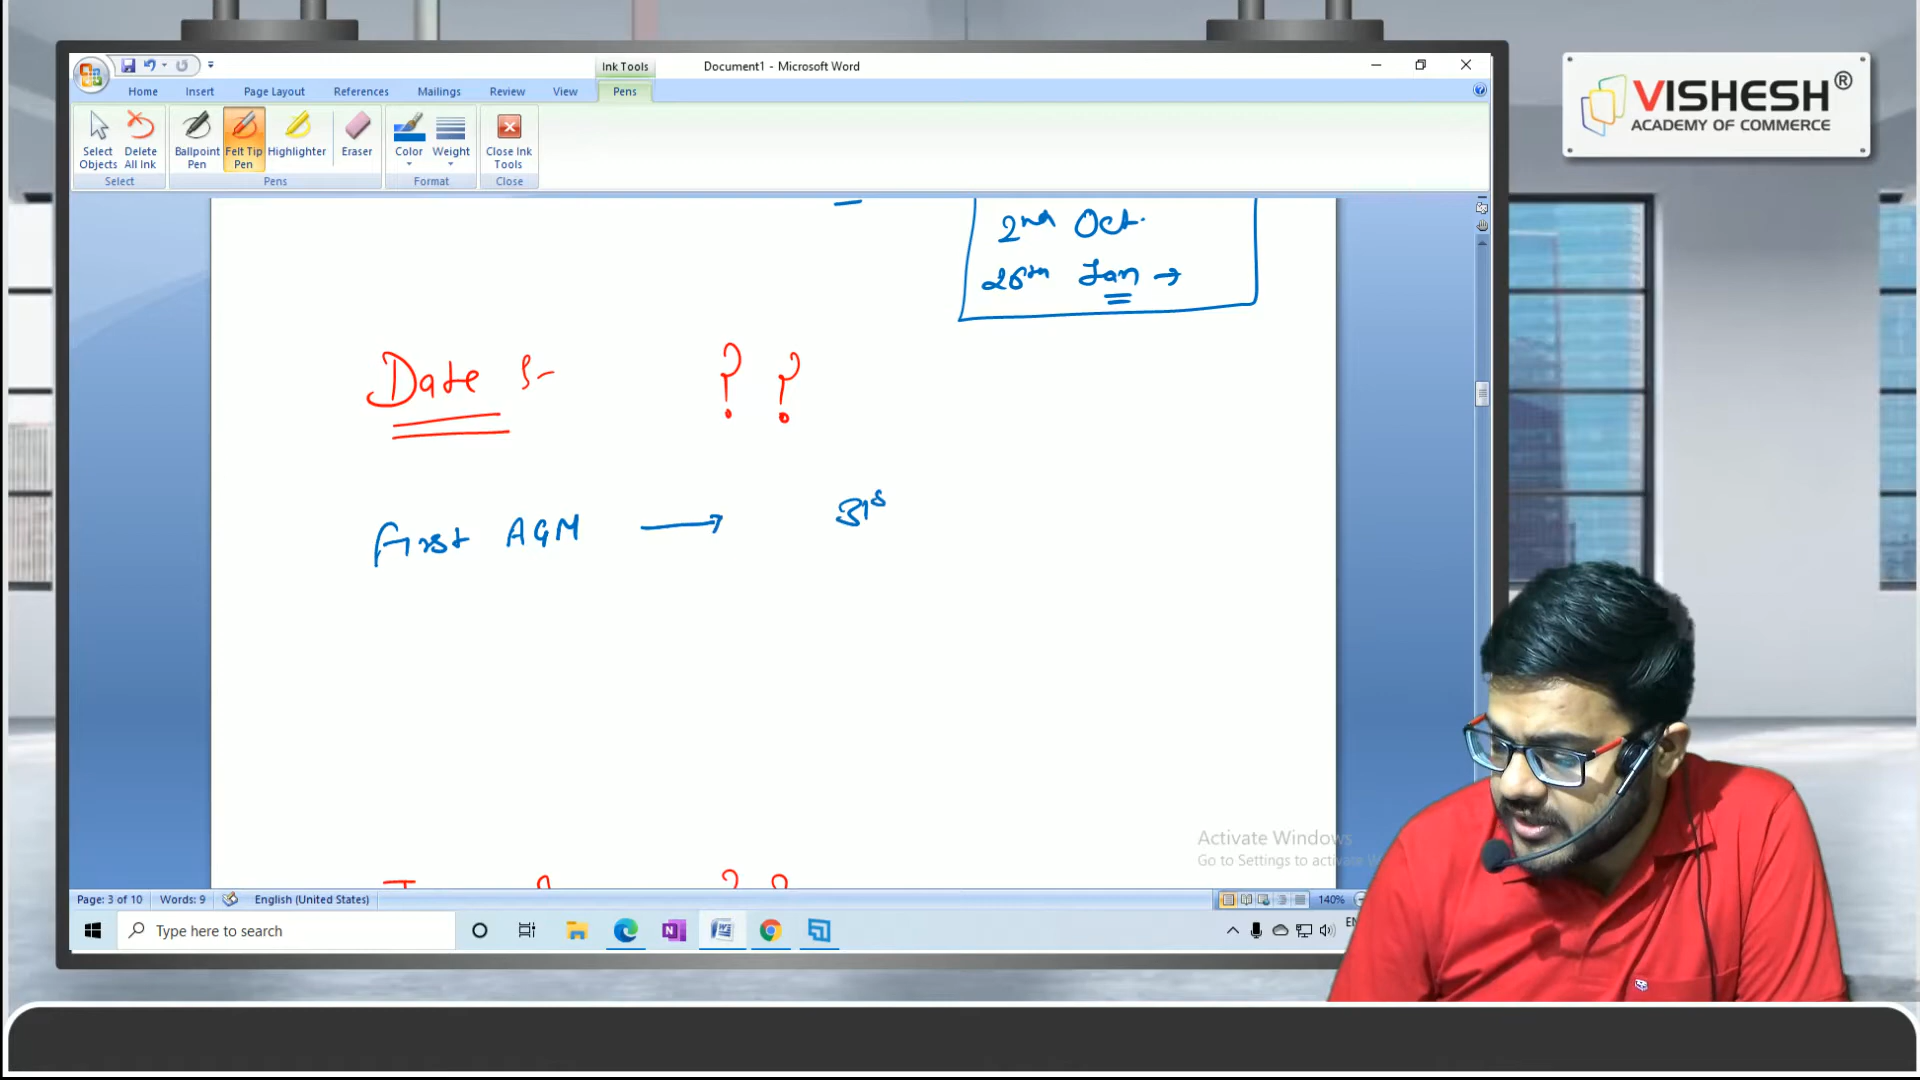 Ink Tools
Document1 - Microsoft Word
Home Insert Page Layout References Mailings Review View Pens
Select Objects
Delete All Ink
Ballpoint Pen
Felt Tip Pen
Highlighter
Eraser
Color
Weight
Close Ink Tools
Select Pens Format Close
VISHESH®
ACADEMY OF COMMERCE
2nd Oct.
26th Jan →
Date :- ? ?
First AGM → 31s
Activate Windows
Go to Settings to activate
Page: 3 of 10 Words: 9 English (United States) 140%
Type here to search